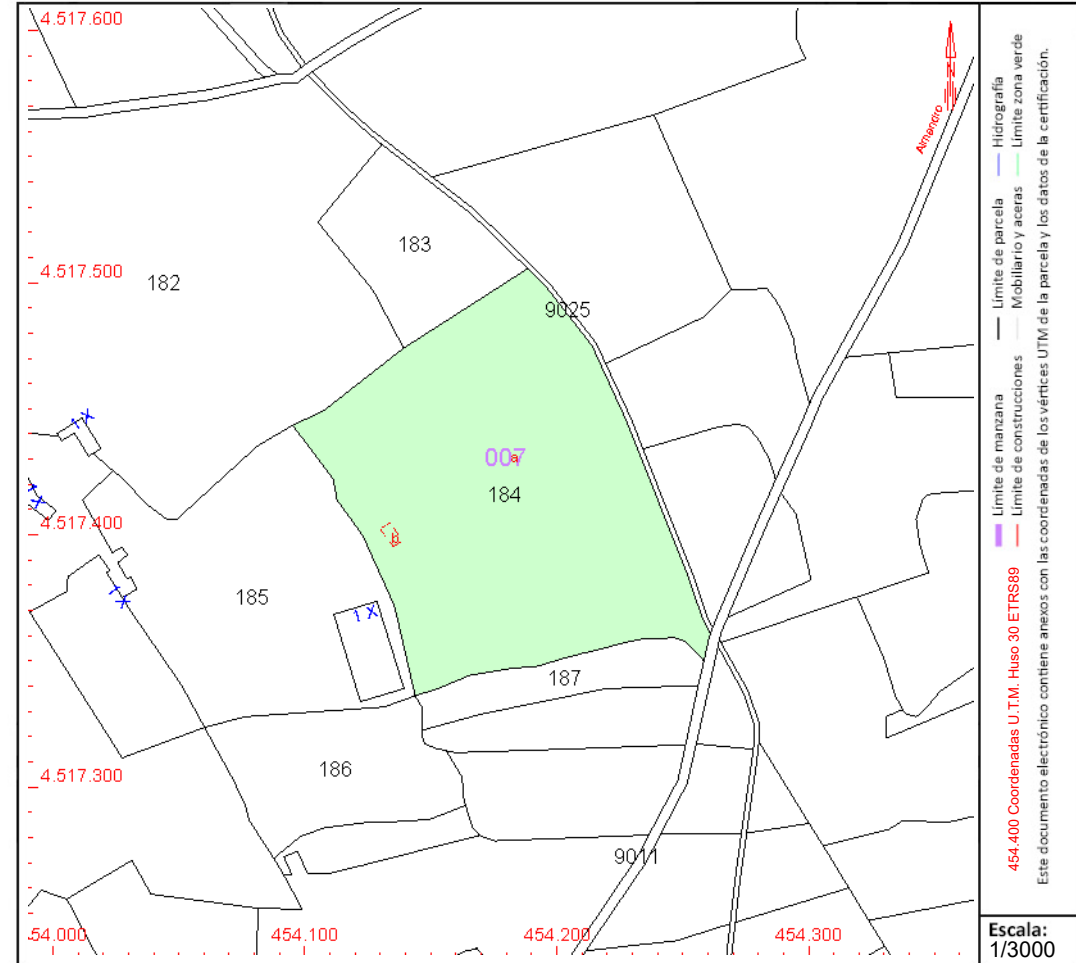 4.517.600
183
182
4.517.500
9025
1 X
007
a
184
X
4.517.400
b
185
1 X
1 X
187
4.517.300
186
9011
54.000
454.100
454.200
454.300
N
Almendro
Hidrografía
Límite zona verde
Límite de parcela
Mobiliario y aceras
Límite de manzana
Límite de construcciones
454.400 Coordenadas U.T.M. Huso 30 ETRS89
Este documento electrónico contiene anexos con las coordenadas de los vértices UTM de la parcela y los datos de la certificación.
Escala:
1/3000